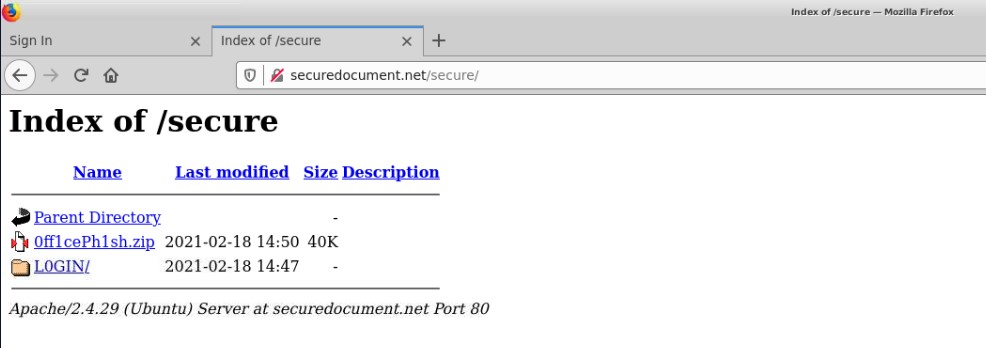 Index of /secure — Mozilla Firefox
Sign In × Index of /secure × +
securedocument.net/secure/
Index of /secure
Name Last modified Size Description
Parent Directory -
0ff1cePh1sh.zip 2021-02-18 14:50 40K
L0GIN/ 2021-02-18 14:47 -
Apache/2.4.29 (Ubuntu) Server at securedocument.net Port 80